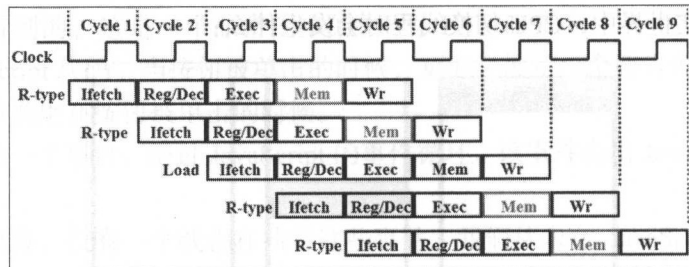 Cycle 1 Cycle 2 Cycle 3 Cycle 4 Cycle 5 Cycle 6 Cycle 7 Cycle 8 Cycle 9
Clock
R-type Ifetch Reg/Dec Exec Mem Wr
R-type Ifetch Reg/Dec Exec Mem Wr
Load Ifetch Reg/Dec Exec Mem Wr
R-type Ifetch Reg/Dec Exec Mem Wr
R-type Ifetch Reg/Dec Exec Mem Wr